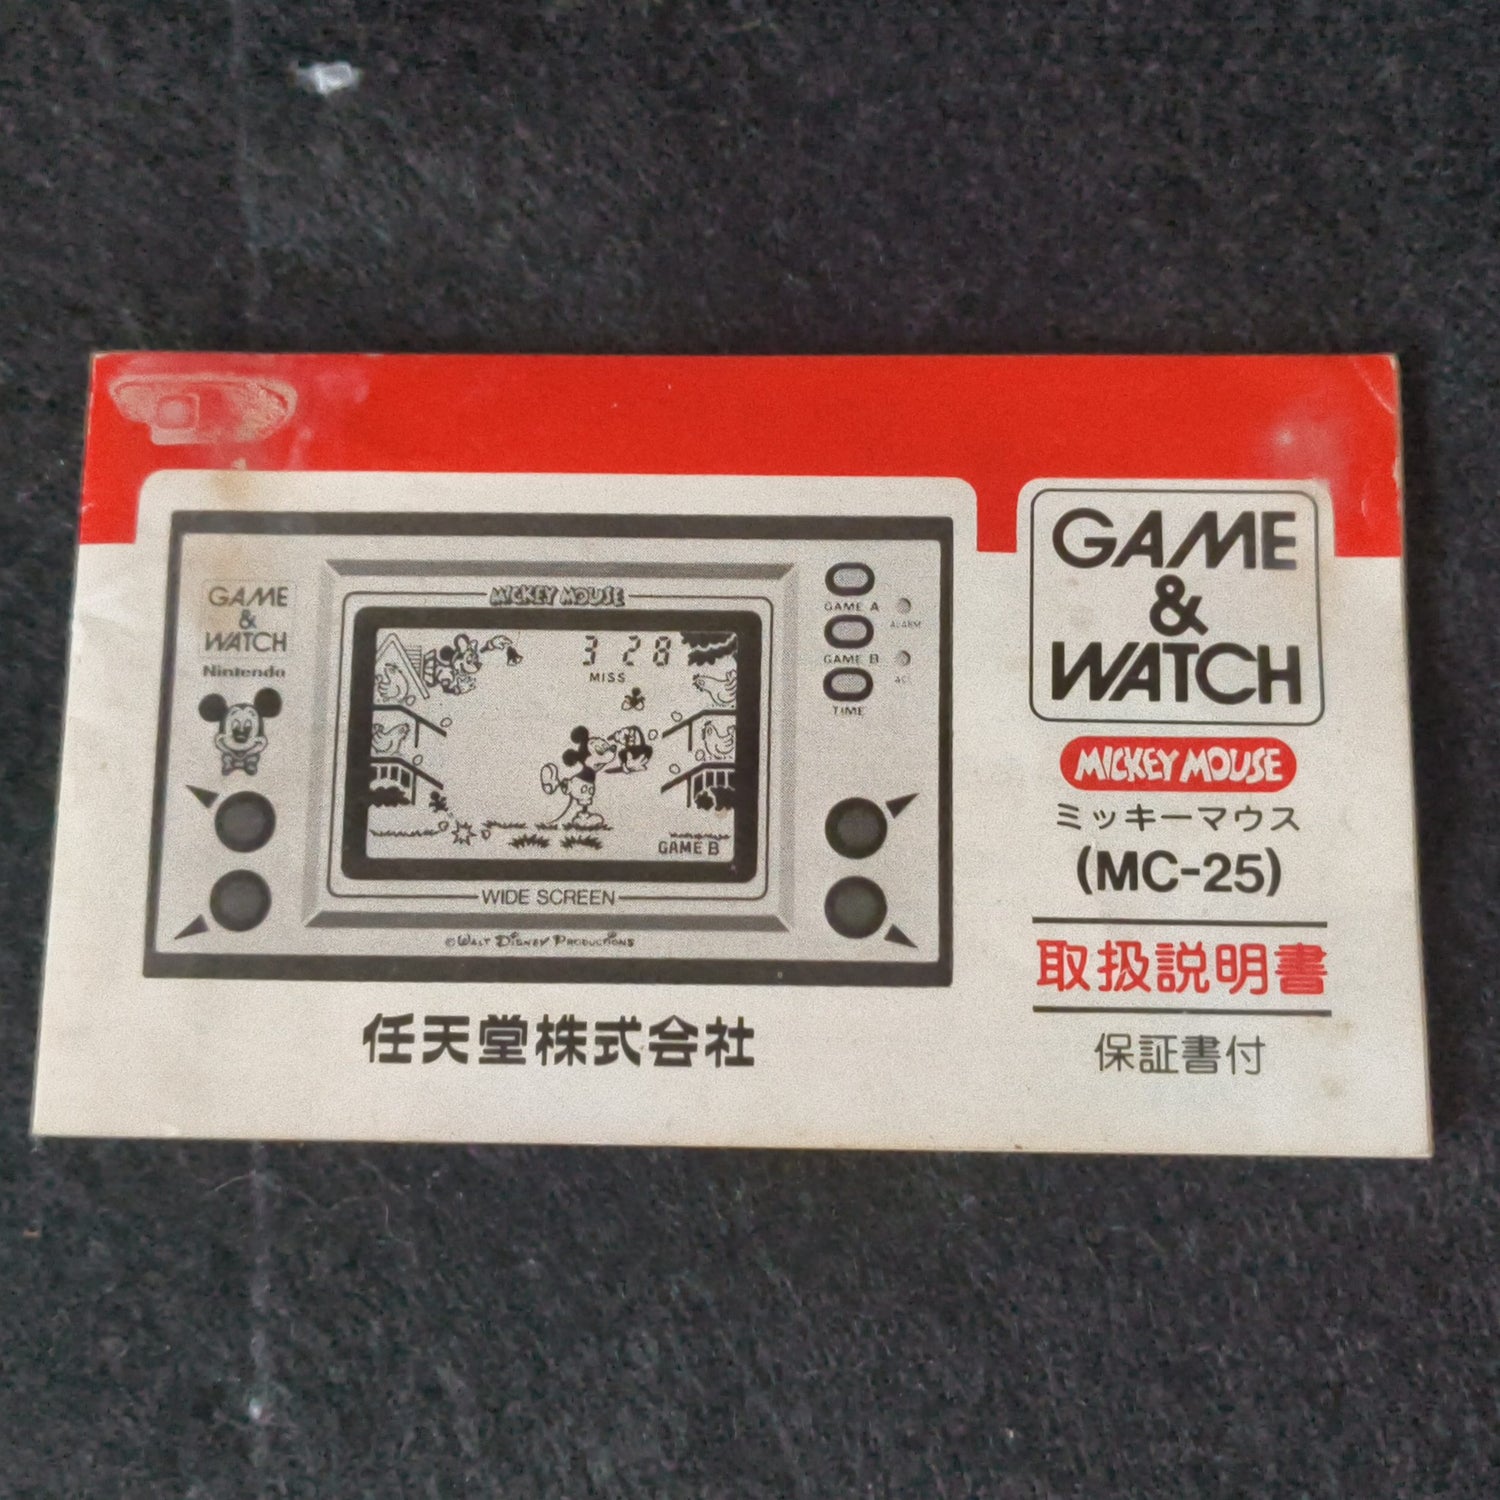 GAME
&
WATCH
Nintendo
MICKEY MOUSE
3 28
MISS
GAME B
WIDE SCREEN
©WALT DISNEY PRODUCTIONS
GAME A
ALARM
GAME B
ACL
TIME
任天堂株式会社
GAME
&
WATCH
MICKEY MOUSE
ミッキーマウス
(MC-25)
取扱説明書
保証書付